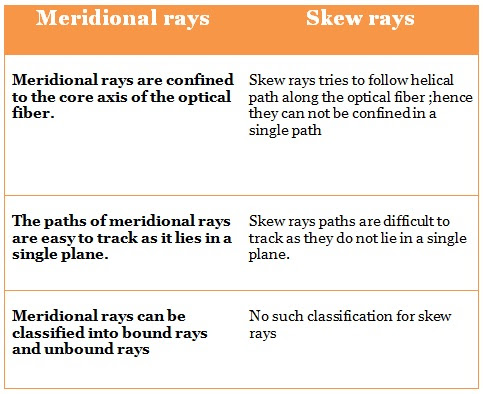 Meridional rays
Skew rays
Meridional rays are confined
to the core axis of the optical
fiber.
Skew rays tries to follow helical
path along the optical fiber ;hence
they can not be confined in a
single path
The paths of meridional rays
are easy to track as it lies in a
single plane.
Skew rays paths are difficult to
track as they do not lie in a single
plane.
Meridional rays can be
classified into bound rays
and unbound rays
No such classification for skew
rays